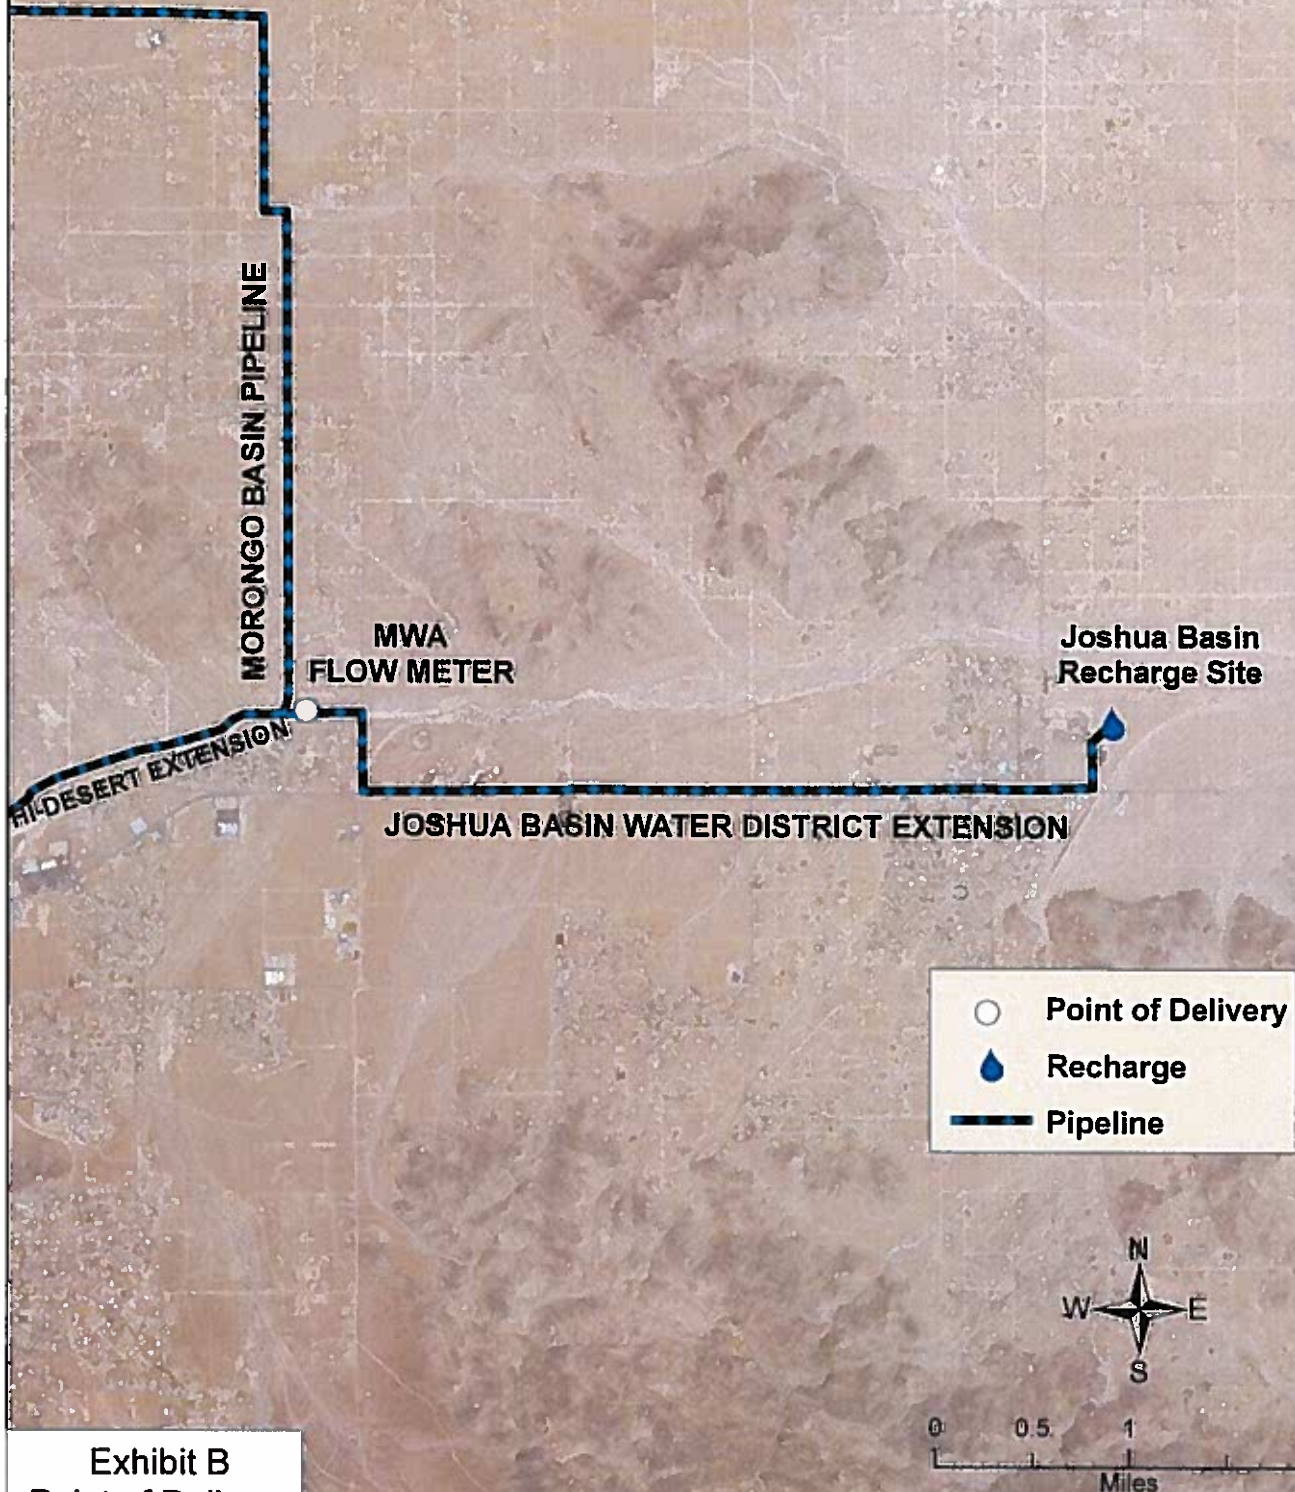 MORONGO BASIN PIPELINE
MWA
FLOW METER
Joshua Basin
Recharge Site
HI-DESERT EXTENSION
JOSHUA BASIN WATER DISTRICT EXTENSION
Point of Delivery
Recharge
Pipeline
N
W E
S
0 0.5 1
Miles
Exhibit B